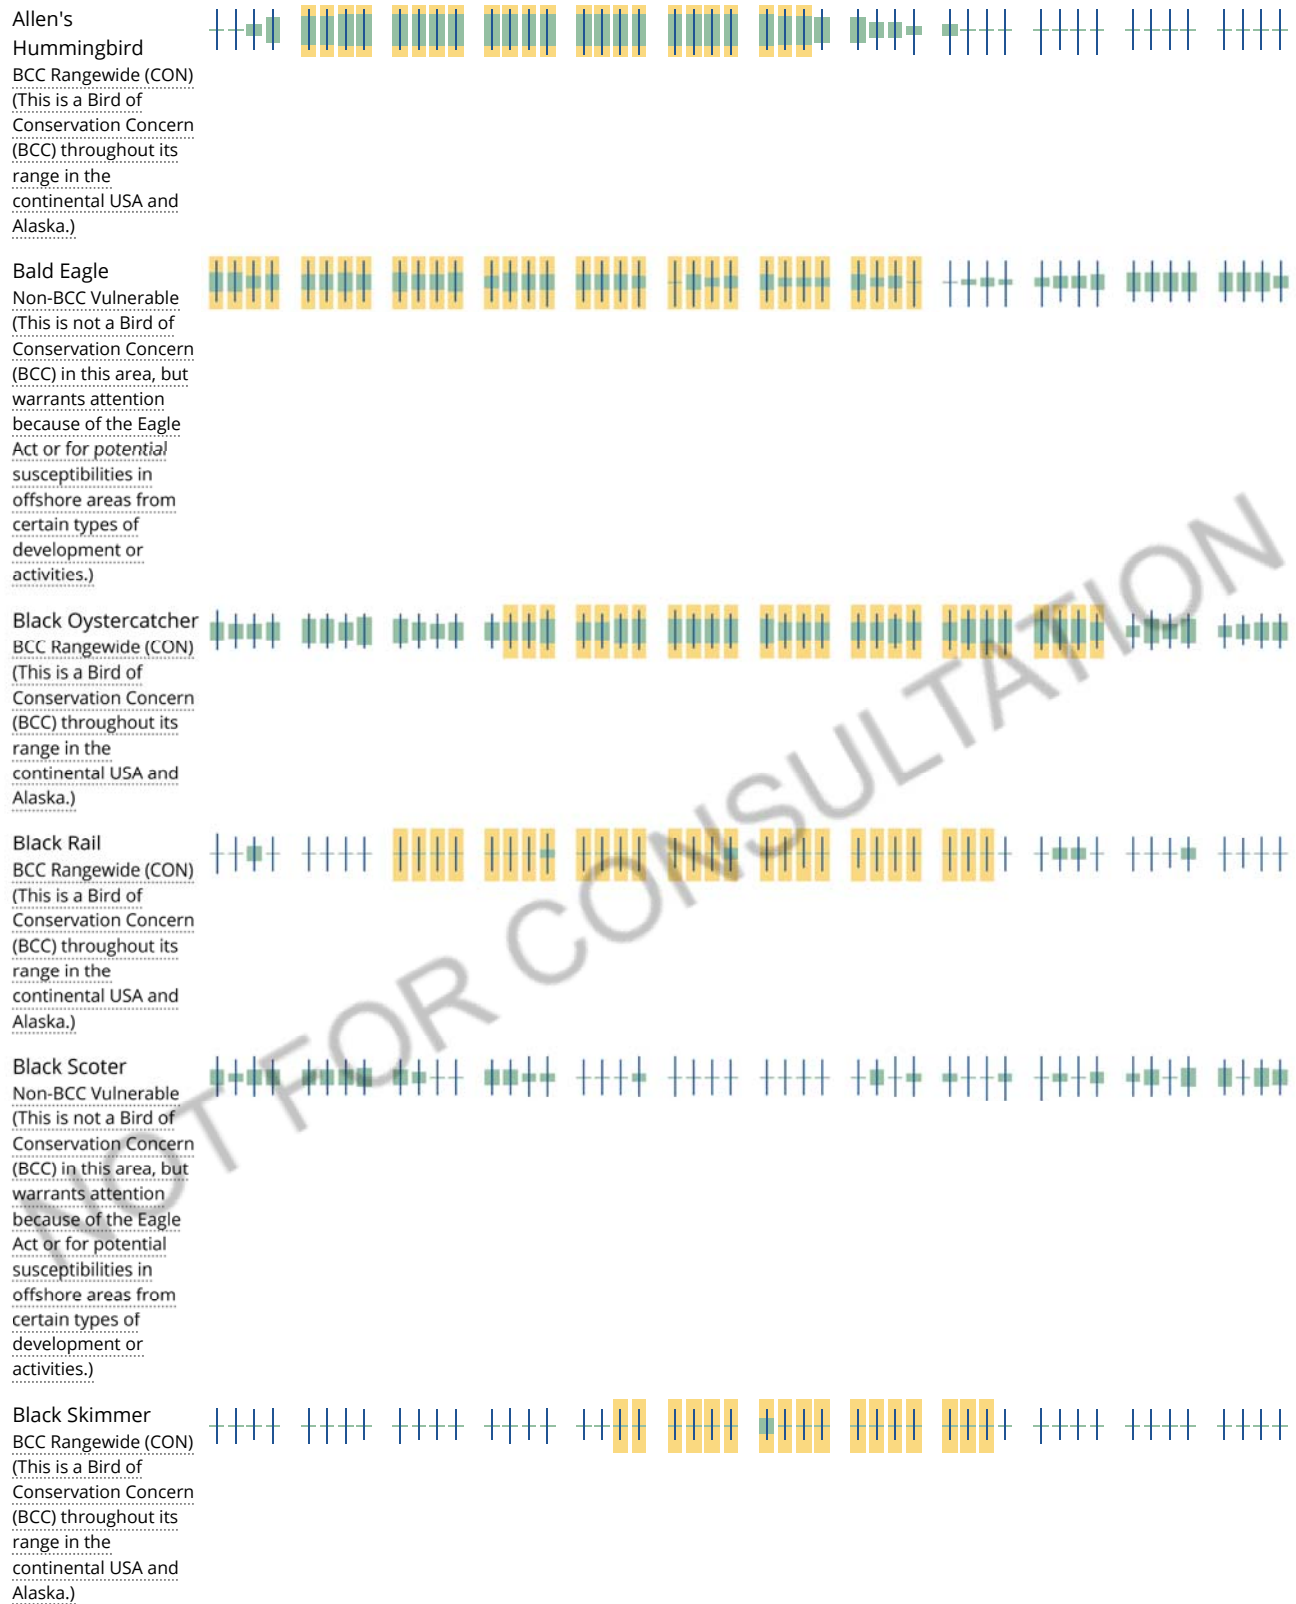 Allen's
Hummingbird
BCC Rangewide (CON)
(This is a Bird of
Conservation Concern
(BCC) throughout its
range in the
continental USA and
Alaska.)
Bald Eagle
Non-BCC Vulnerable
(This is not a Bird of
Conservation Concern
(BCC) in this area, but
warrants attention
because of the Eagle
Act or for potential
susceptibilities in
offshore areas from
certain types of
development or
activities.)
Black Oystercatcher
BCC Rangewide (CON)
(This is a Bird of
Conservation Concern
(BCC) throughout its
range in the
continental USA and
Alaska.)
Black Rail
BCC Rangewide (CON)
(This is a Bird of
Conservation Concern
(BCC) throughout its
range in the
continental USA and
Alaska.)
Black Scoter
Non-BCC Vulnerable
(This is not a Bird of
Conservation Concern
(BCC) in this area, but
warrants attention
because of the Eagle
Act or for potential
susceptibilities in
offshore areas from
certain types of
development or
activities.)
Black Skimmer
BCC Rangewide (CON)
(This is a Bird of
Conservation Concern
(BCC) throughout its
range in the
continental USA and
Alaska.)
NOT FOR CONSULTATION